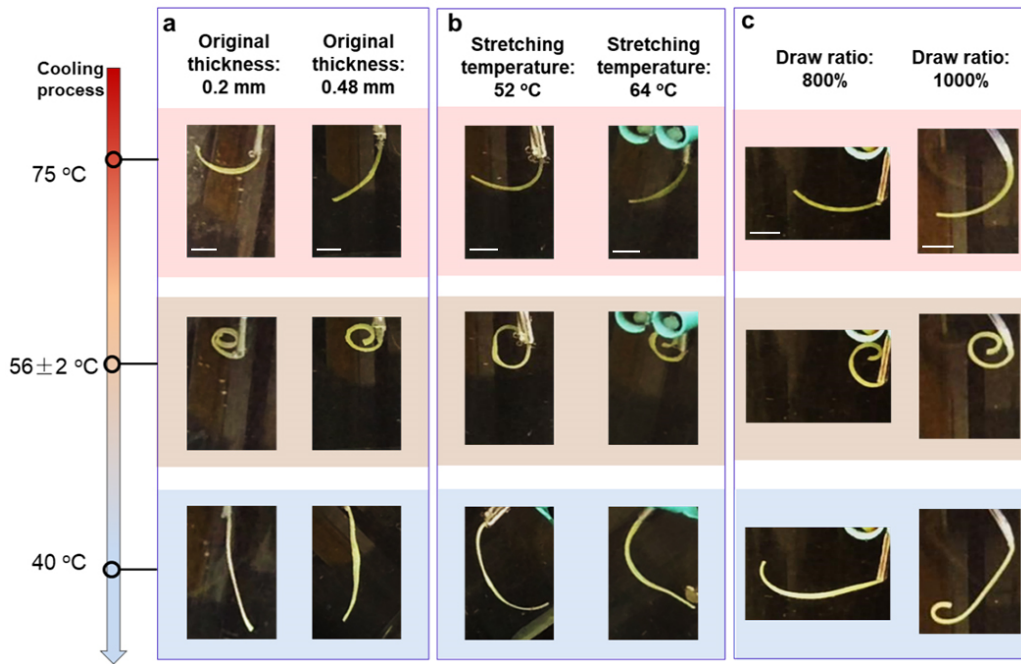 a
Original
thickness:
0.2 mm
Original
thickness:
0.48 mm
b
Stretching
temperature:
52 °C
Stretching
temperature:
64 °C
c
Draw ratio:
800%
Draw ratio:
1000%
Cooling
process
75 °C
56±2 °C
40 °C